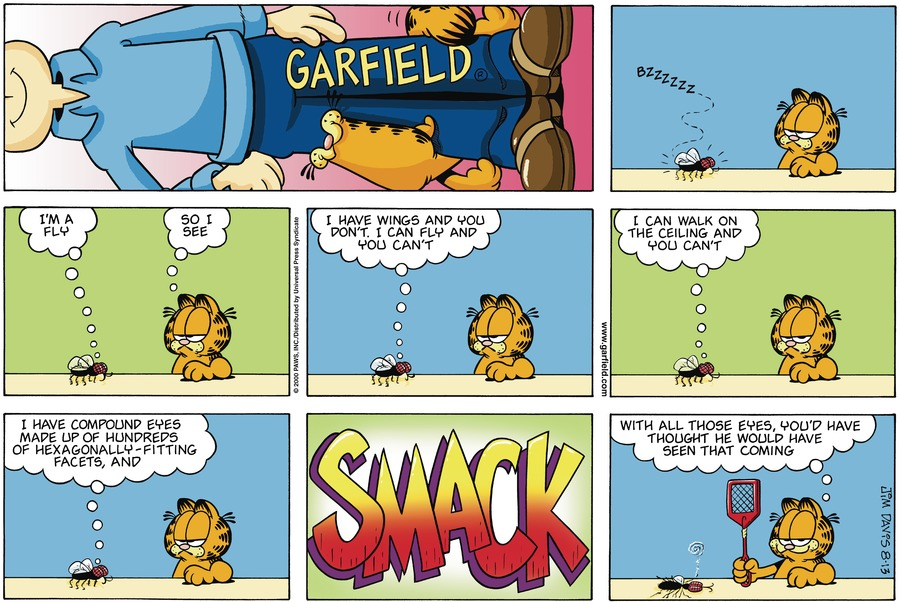 GARFIELD
®
BZZZZZZ
I'M A
FLY
SO I
SEE
© 2000 PAWS, INC./Distributed by Universal Press Syndicate
I HAVE WINGS AND YOU
DON'T. I CAN FLY AND
YOU CAN'T
www.garfield.com
I CAN WALK ON
THE CEILING AND
YOU CAN'T
I HAVE COMPOUND EYES
MADE UP OF HUNDREDS
OF HEXAGONALLY-FITTING
FACETS, AND
SMACK
WITH ALL THOSE EYES, YOU'D HAVE
THOUGHT HE WOULD HAVE
SEEN THAT COMING
JIM DAVIS 8-13